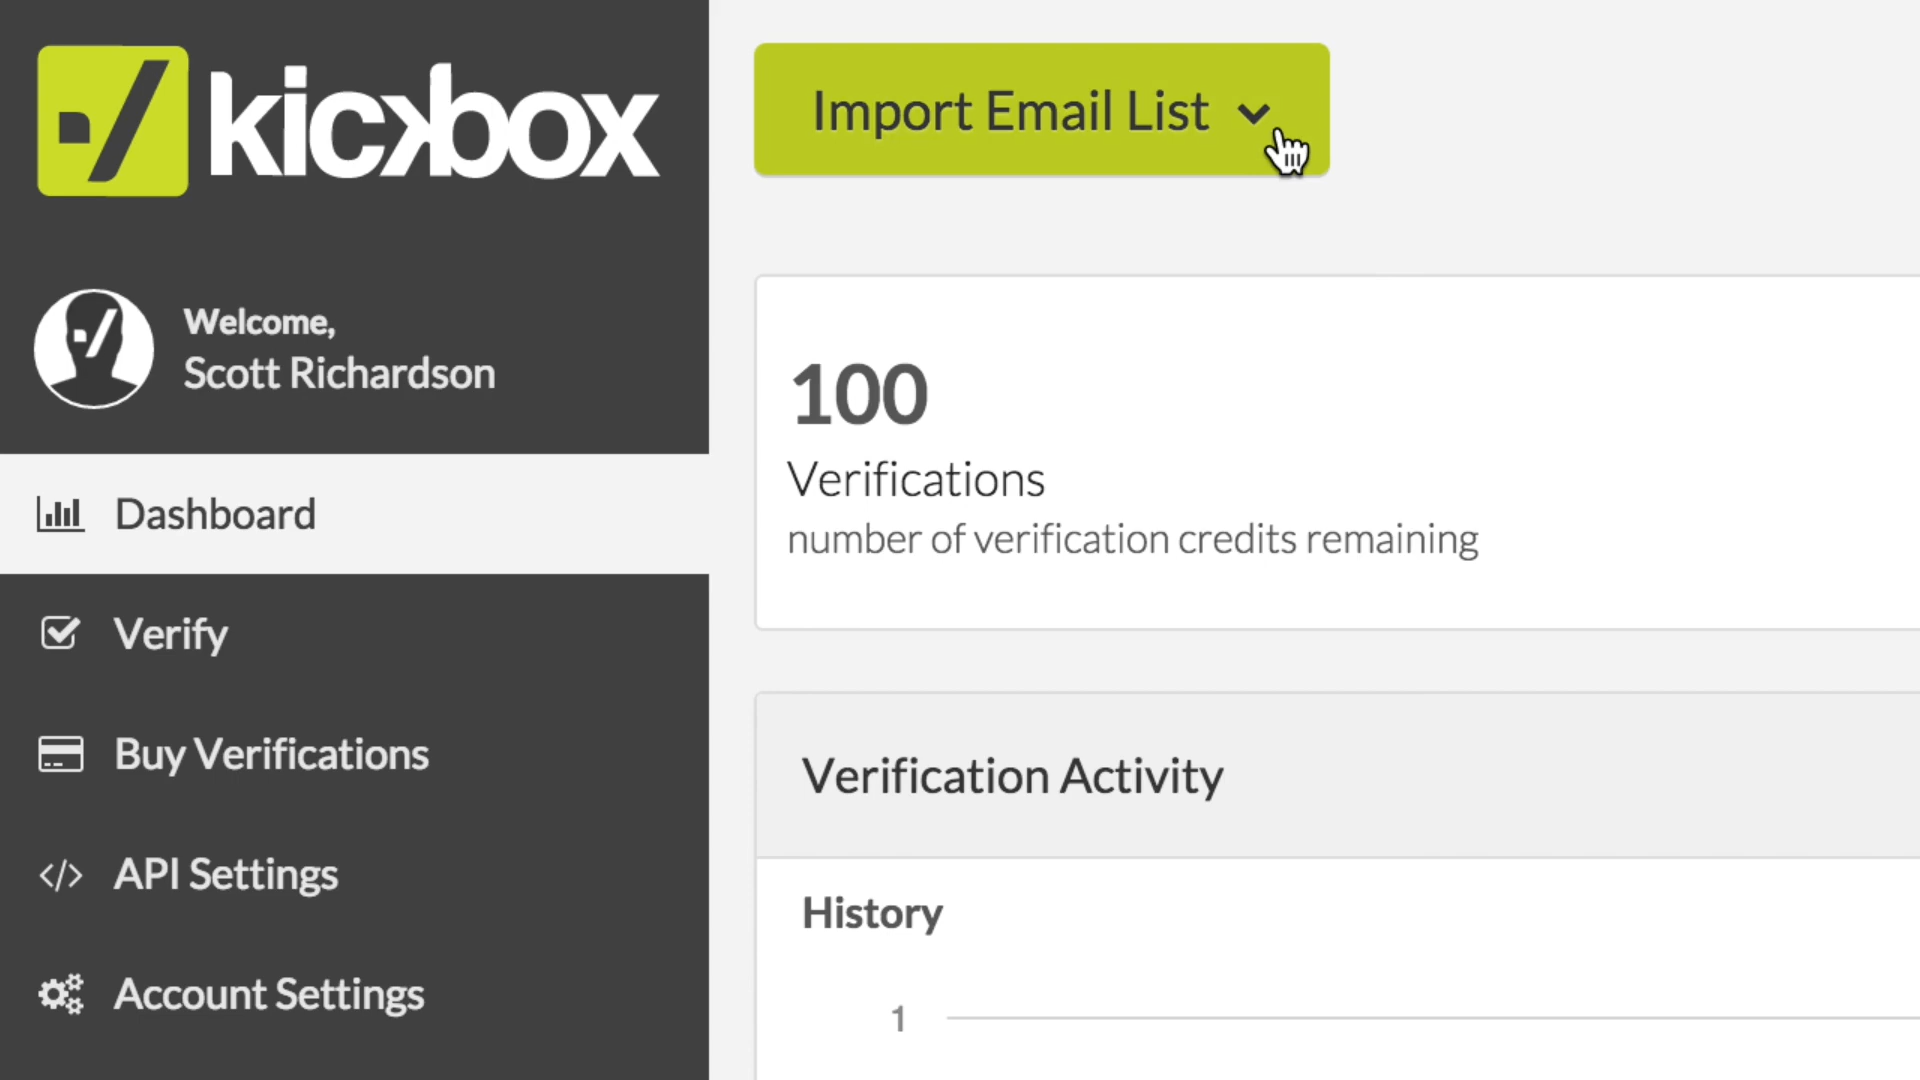 kickbox
Import Email List
Welcome,
Scott Richardson
100
Verifications
number of verification credits remaining
Dashboard
Verify
Buy Verifications
API Settings
Account Settings
Verification Activity
History
1